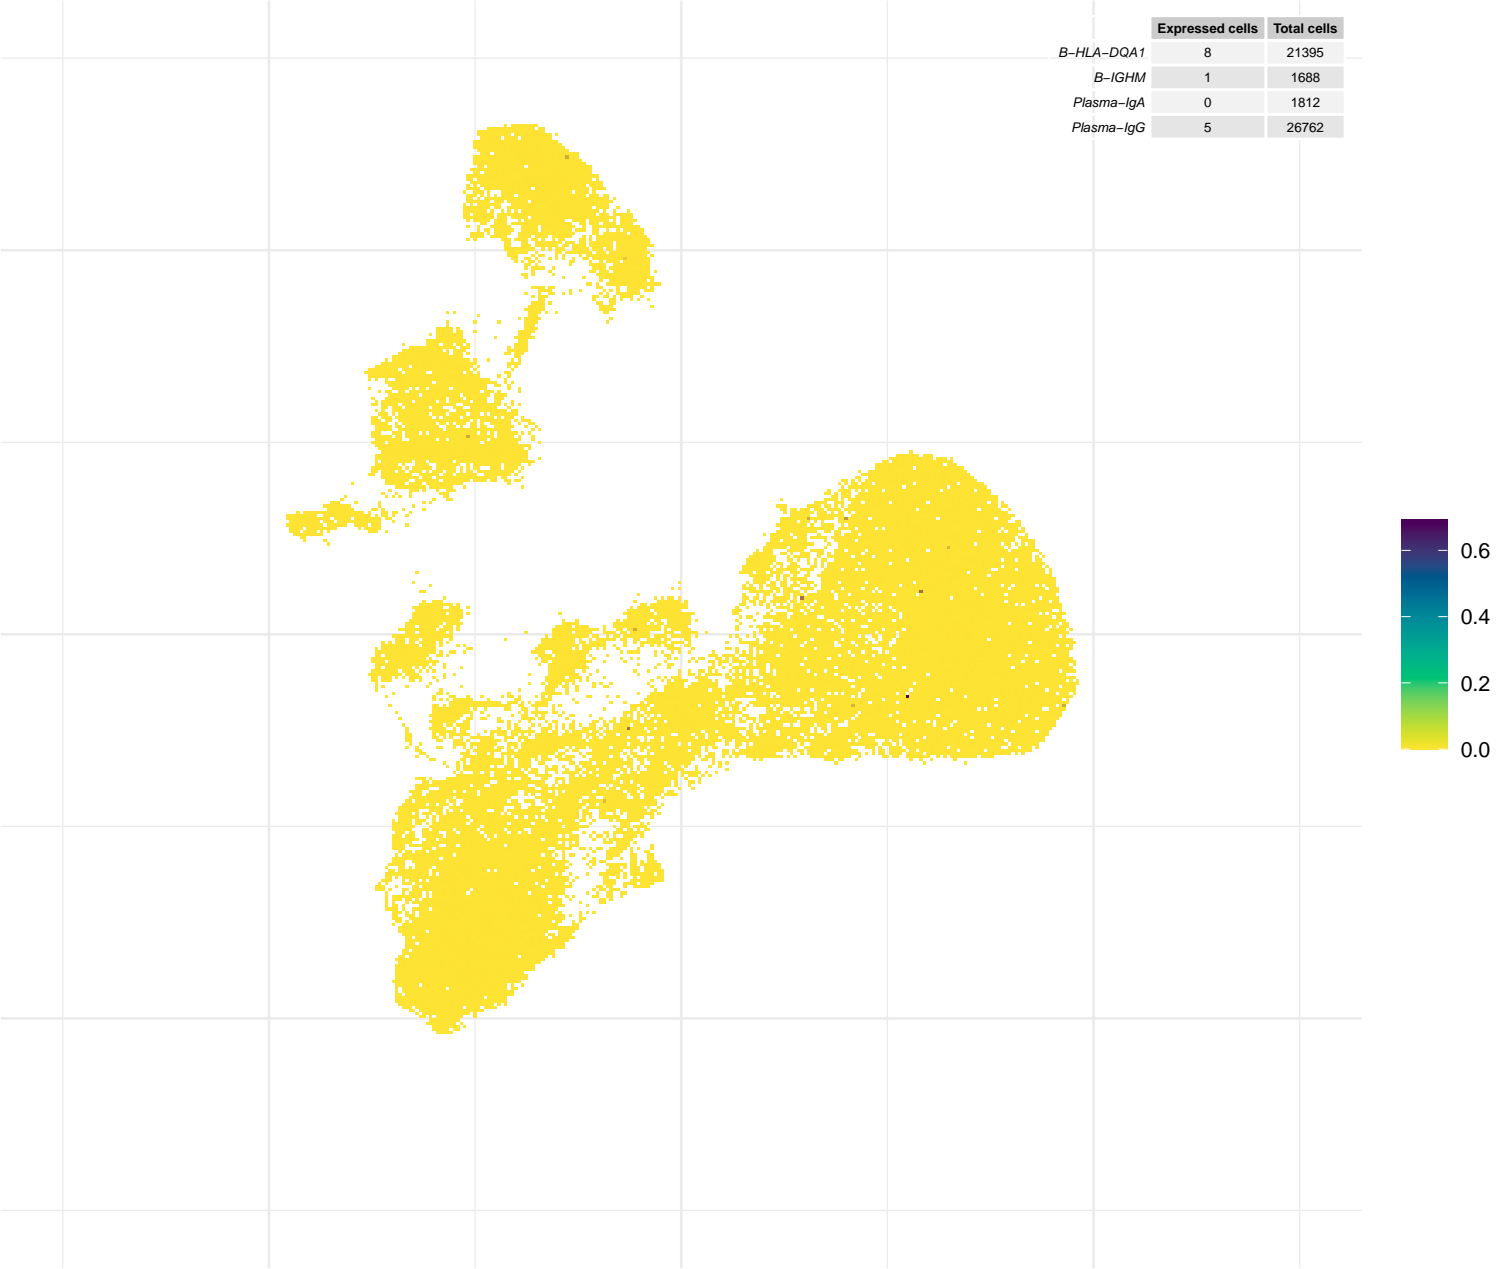 Expressed cells Total cells
B−HLA−DQA1 8 21395
B−IGHM 1 1688
Plasma−IgA 0 1812
Plasma−IgG 5 26762
0.6
0.4
0.2
0.0